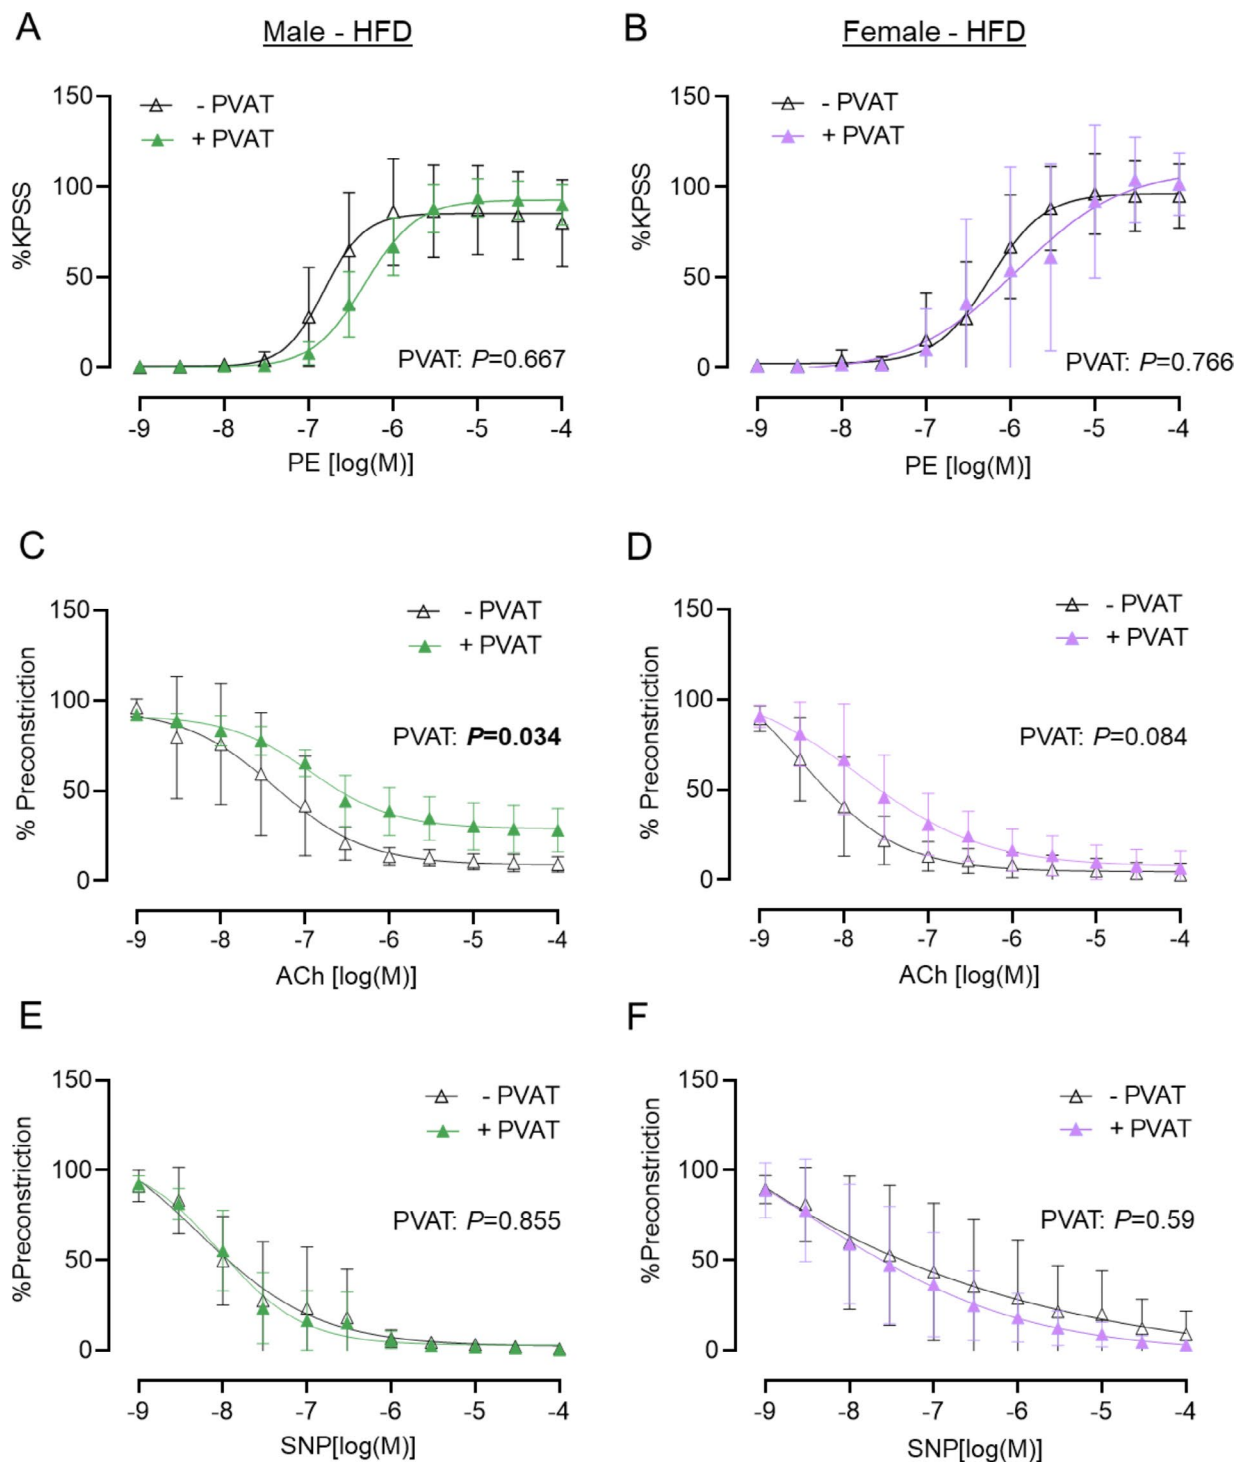 A
Male - HFD
B
Female - HFD
150
100
50
0
%KPSS
- PVAT
+ PVAT
PVAT: P=0.667
-9
-8
-7
-6
-5
-4
PE [log(M)]
150
100
50
0
%KPSS
- PVAT
+ PVAT
PVAT: P=0.766
-9
-8
-7
-6
-5
-4
PE [log(M)]
C
150
100
50
0
% Preconstriction
- PVAT
+ PVAT
PVAT: P=0.034
-9
-8
-7
-6
-5
-4
ACh [log(M)]
D
150
100
50
0
% Preconstriction
- PVAT
+ PVAT
PVAT: P=0.084
-9
-8
-7
-6
-5
-4
ACh [log(M)]
E
150
100
50
0
%Preconstriction
- PVAT
+ PVAT
PVAT: P=0.855
-9
-8
-7
-6
-5
-4
SNP[log(M)]
F
150
100
50
0
%Preconstriction
- PVAT
+ PVAT
PVAT: P=0.59
-9
-8
-7
-6
-5
-4
SNP[log(M)]